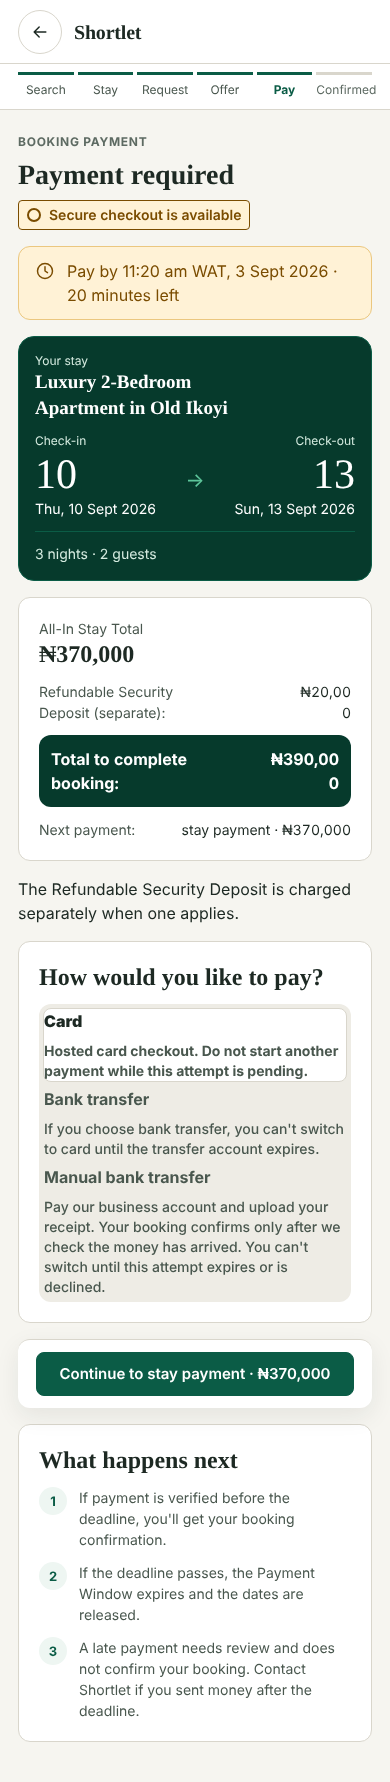 Shortlet
Search Stay Request Offer Pay Confirmed
BOOKING PAYMENT
Payment required
Secure checkout is available
Pay by 11:20 am WAT, 3 Sept 2026 ·
20 minutes left
Your stay
Luxury 2-Bedroom
Apartment in Old Ikoyi
Check-in Check-out
10 → 13
Thu, 10 Sept 2026 Sun, 13 Sept 2026
3 nights · 2 guests
All-In Stay Total
₦370,000
Refundable Security ₦20,00
Deposit (separate): 0
Total to complete ₦390,00
booking: 0
Next payment: stay payment · ₦370,000
The Refundable Security Deposit is charged
separately when one applies.
How would you like to pay?
Card
Hosted card checkout. Do not start another
payment while this attempt is pending.
Bank transfer
If you choose bank transfer, you can't switch
to card until the transfer account expires.
Manual bank transfer
Pay our business account and upload your
receipt. Your booking confirms only after we
check the money has arrived. You can't
switch until this attempt expires or is
declined.
Continue to stay payment · ₦370,000
What happens next
1 If payment is verified before the
deadline, you'll get your booking
confirmation.
2 If the deadline passes, the Payment
Window expires and the dates are
released.
3 A late payment needs review and does
not confirm your booking. Contact
Shortlet if you sent money after the
deadline.